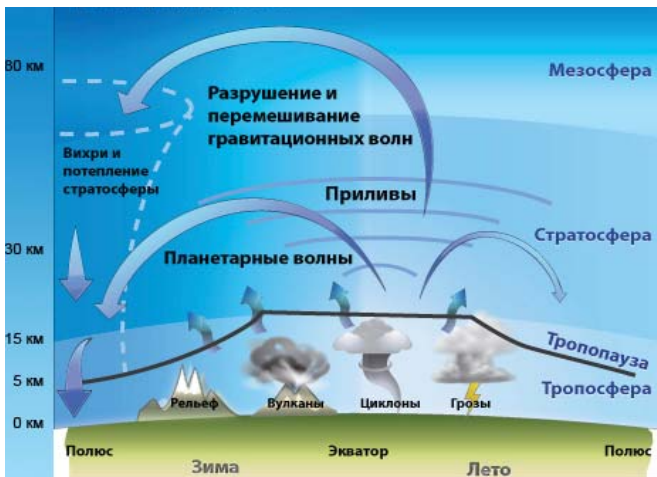 80 км
Мезосфера
Разрушение и
перемешивание
гравитационных волн
Вихри и
потепление
стратосферы
Приливы
Стратосфера
30 км
Планетарные волны
15 км
Тропопауза
5 км
Тропосфера
Рельеф
Вулканы
Циклоны
Грозы
0 км
Полюс
Экватор
Полюс
Зима
Лето